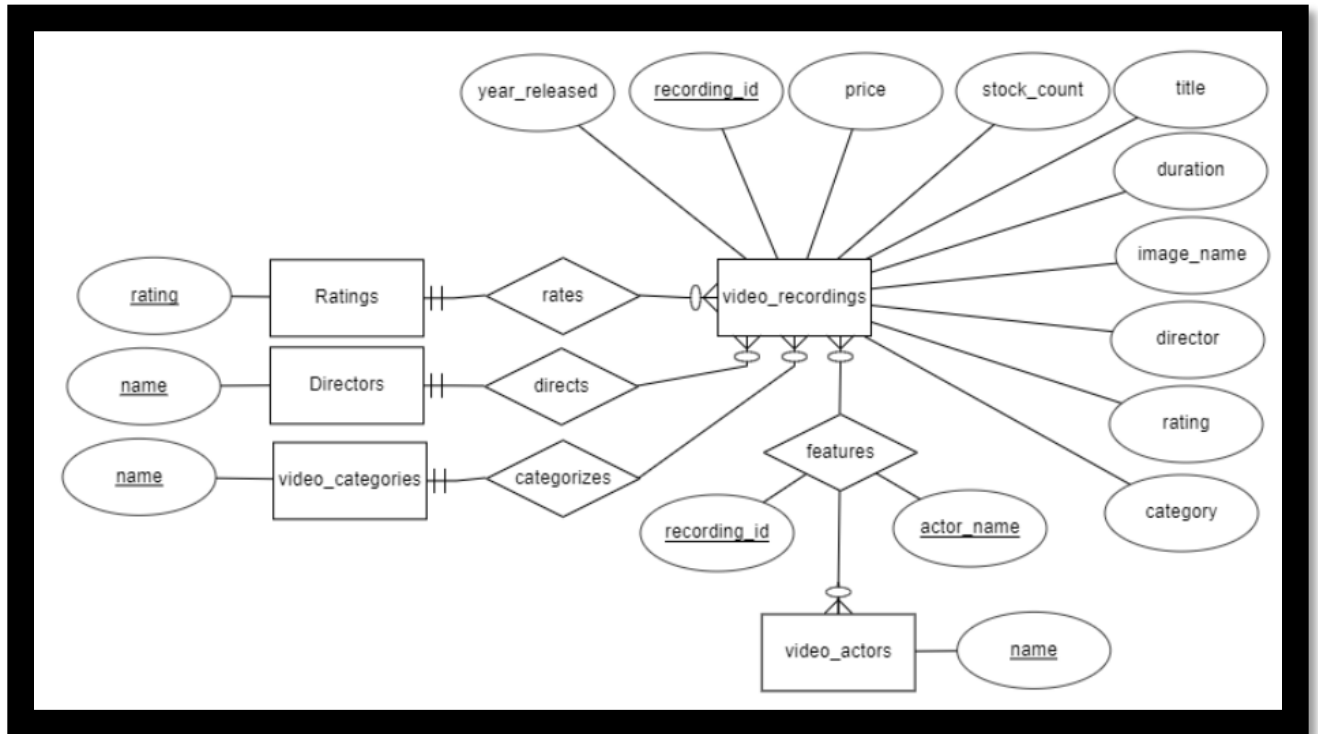 year_released
recording_id
price
stock_count
title
duration
image_name
director
rating
category
video_recordings
rating
Ratings
rates
name
Directors
directs
name
video_categories
categorizes
features
recording_id
actor_name
video_actors
name